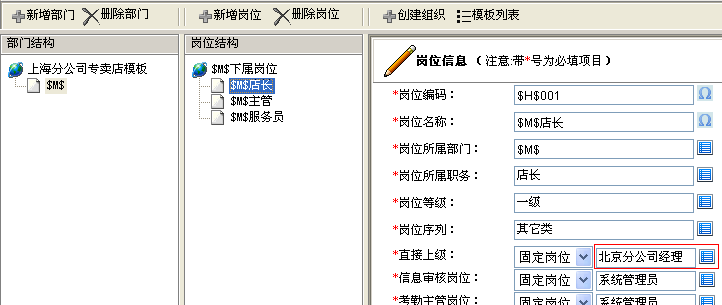 新增部门 删除部门 新增岗位 删除岗位 创建组织 模板列表
部门结构
上海分公司专卖店模板
$M$
岗位结构
$M$下属岗位
$M$店长
$M$主管
$M$服务员
岗位信息 (注意:带*号为必填项目)
*岗位编码: $H$001
*岗位名称: $M$店长
*岗位所属部门: $M$
*岗位所属职务: 店长
*岗位等级: 一级
*岗位序列: 其它类
*直接上级: 固定岗位 北京分公司经理
*信息审核岗位: 固定岗位 系统管理员
*考勤主管岗位: 固定岗位 系统管理员